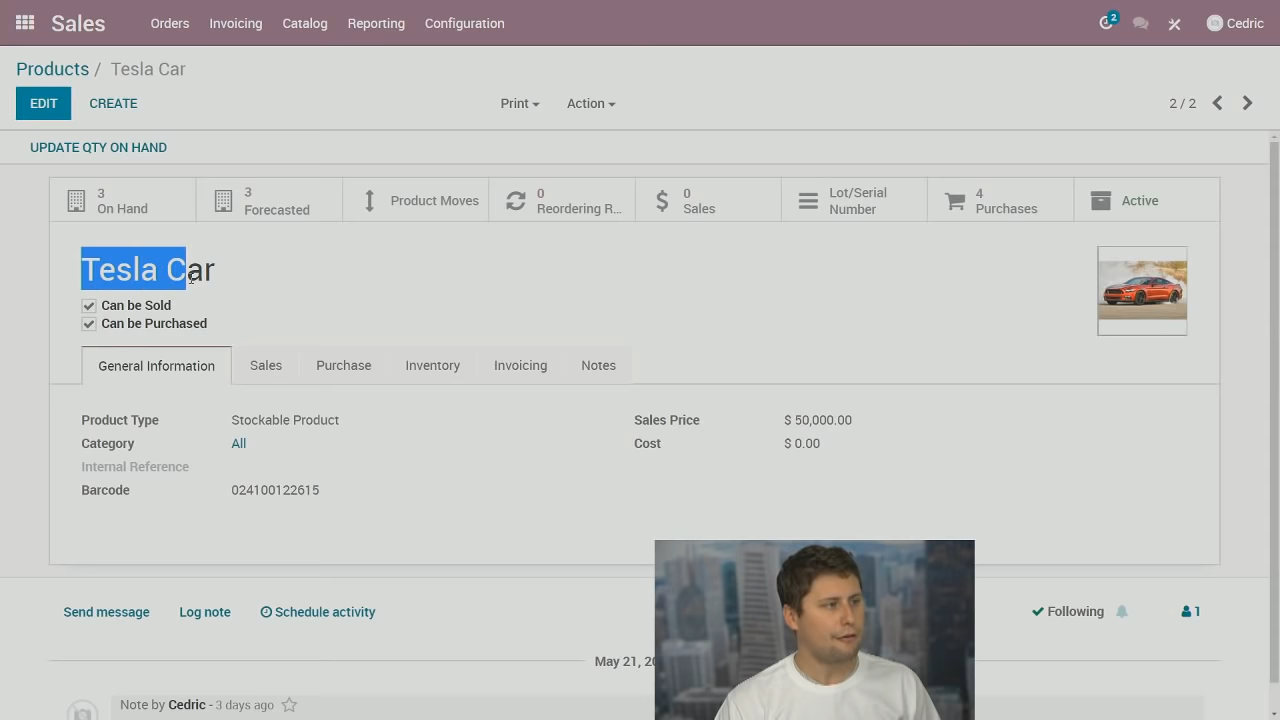 Sales Orders Invoicing Catalog Reporting Configuration 2 Cedric
Products / Tesla Car
EDIT CREATE Print Action 2 / 2
UPDATE QTY ON HAND
3 On Hand
3 Forecasted
Product Moves
0 Reordering R...
0 Sales
Lot/Serial Number
4 Purchases
Active
Tesla Car
Can be Sold
Can be Purchased
General Information Sales Purchase Inventory Invoicing Notes
Product Type Stockable Product Sales Price $ 50,000.00
Category All Cost $ 0.00
Internal Reference
Barcode 024100122615
Send message Log note Schedule activity Following 1
May 21, 20
Note by Cedric - 3 days ago